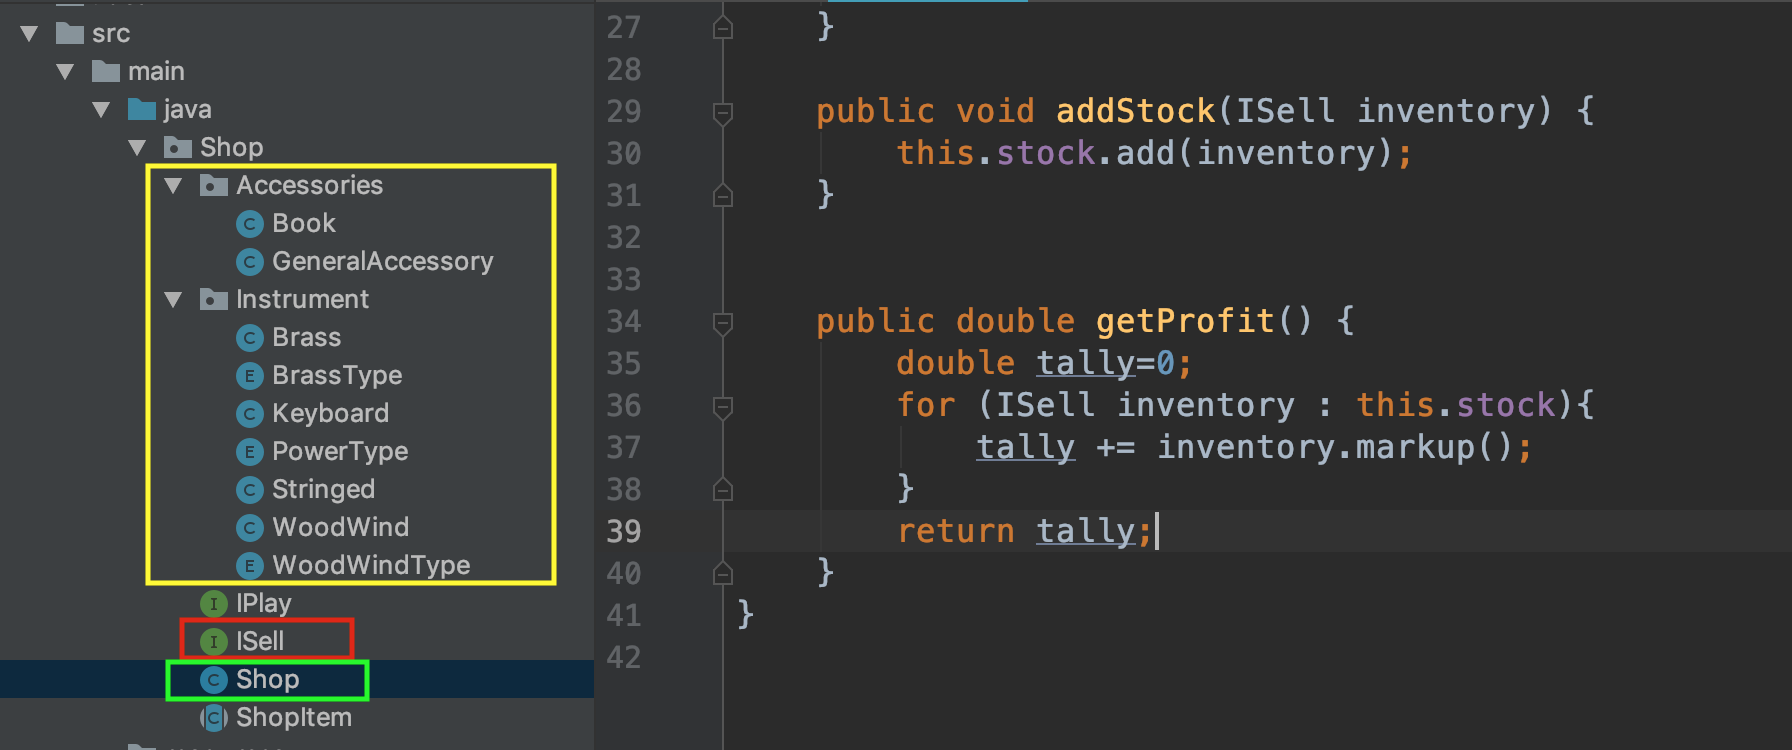 src
main
java
Shop
Accessories
C Book
C GeneralAccessory
Instrument
C Brass
E BrassType
C Keyboard
E PowerType
C Stringed
C WoodWind
E WoodWindType
I IPlay
I ISell
C Shop
C ShopItem
27 }
28
29 public void addStock(ISell inventory) {
30 this.stock.add(inventory);
31 }
32
33
34 public double getProfit() {
35 double tally=0;
36 for (ISell inventory : this.stock){
37 tally += inventory.markup();
38 }
39 return tally;
40 }
41 }
42